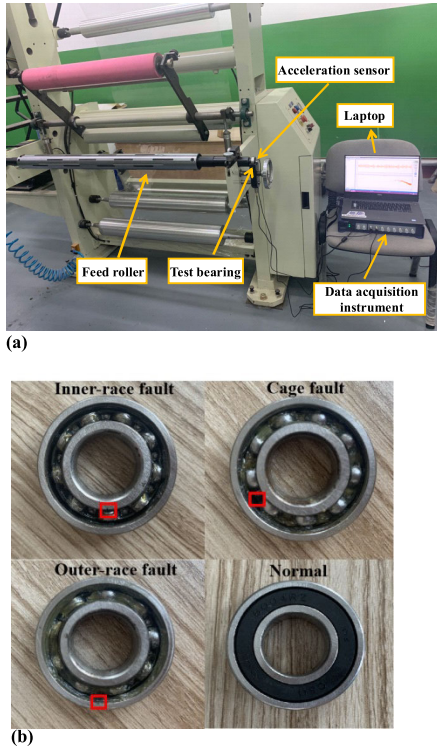 Acceleration sensor
Laptop
Feed roller
Test bearing
Data acquisition
instrument
(a)
Inner-race fault
Cage fault
Outer-race fault
Normal
(b)